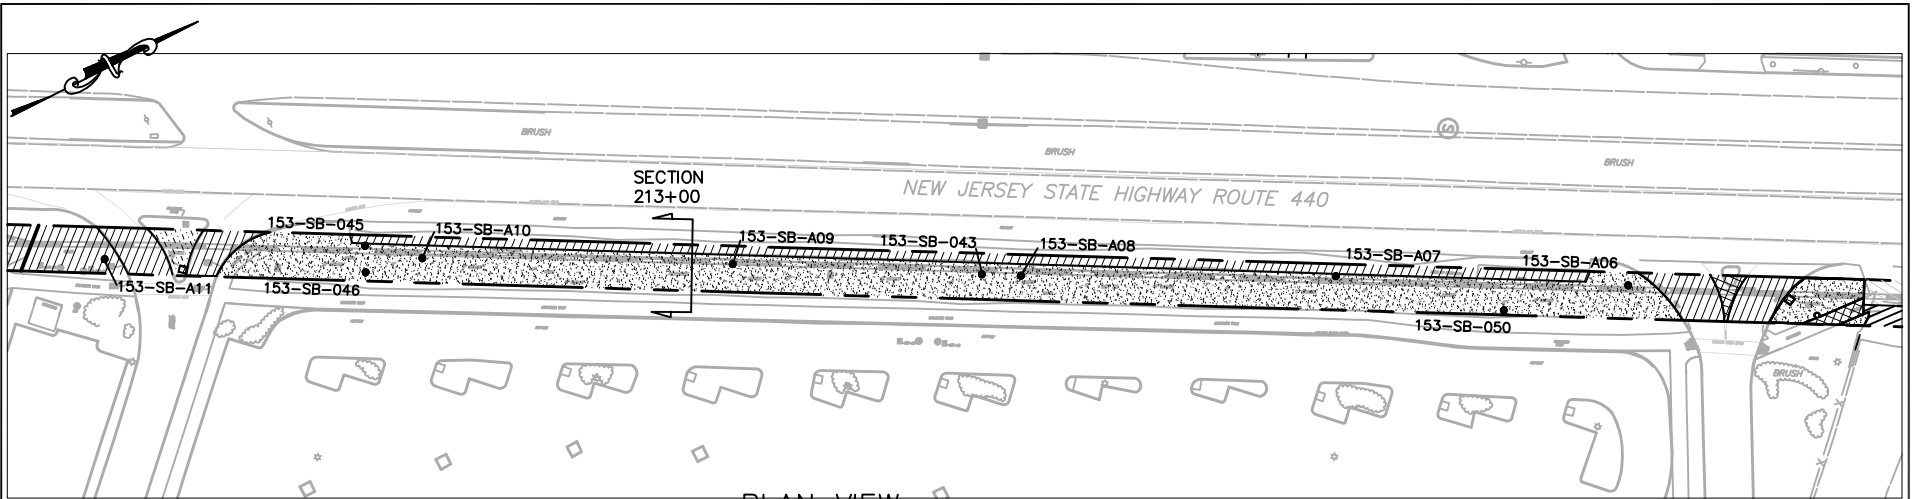 BRUSH
BRUSH
BRUSH
S
SECTION
213+00
NEW JERSEY STATE HIGHWAY ROUTE 440
153-SB-045
153-SB-A10
153-SB-A09
153-SB-043
153-SB-A08
153-SB-A07
153-SB-A06
153-SB-A11
153-SB-046
153-SB-050
BRUSH
PLAN VIEW